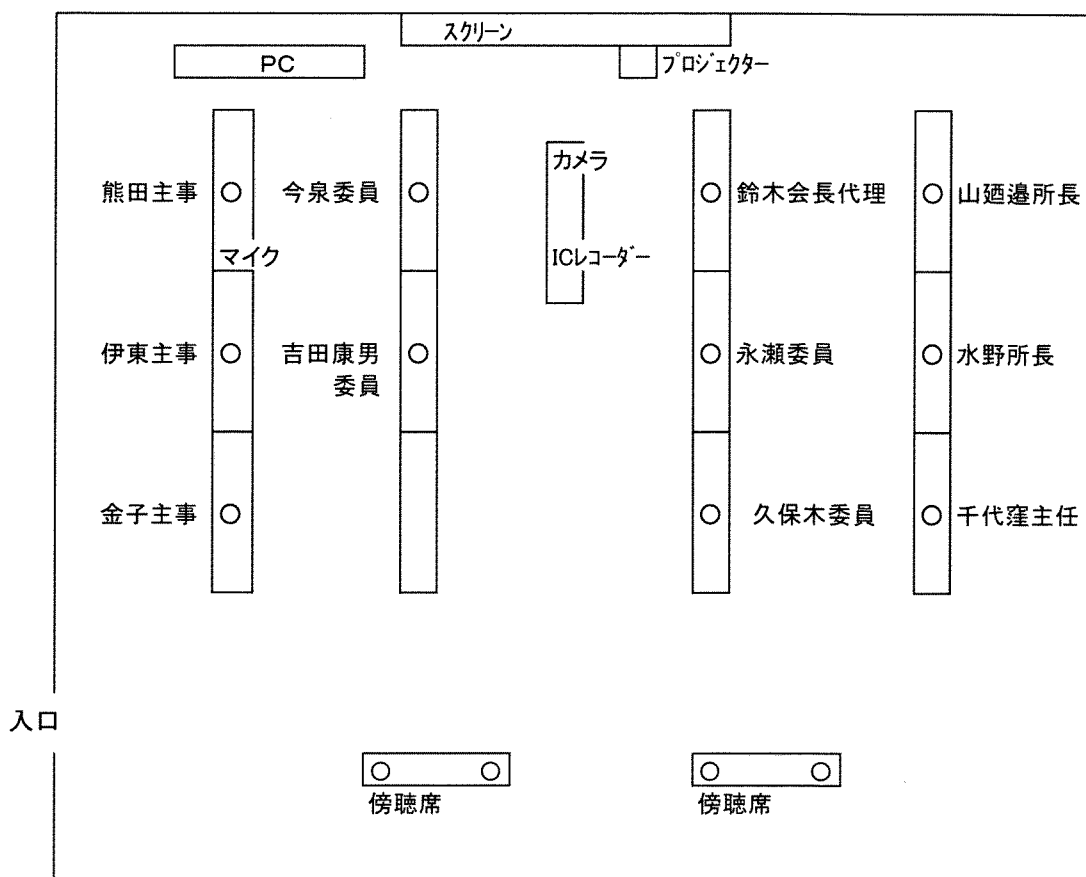 スクリーン
PC
プロジェクター
カメラ
熊田主事
今泉委員
鈴木会長代理
山廼邉所長
マイク
ICレコーダー
伊東主事
吉田康男
委員
永瀬委員
水野所長
金子主事
久保木委員
千代窪主任
入口
傍聴席
傍聴席